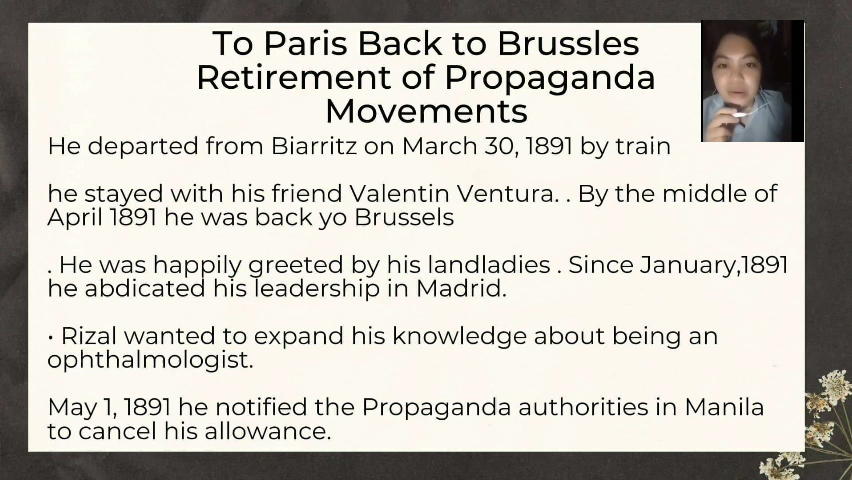 To Paris Back to Brussles
Retirement of Propaganda
Movements
He departed from Biarritz on March 30, 1891 by train
he stayed with his friend Valentin Ventura. . By the middle of
April 1891 he was back yo Brussels
. He was happily greeted by his landladies . Since January,1891
he abdicated his leadership in Madrid.
• Rizal wanted to expand his knowledge about being an
ophthalmologist.
May 1, 1891 he notified the Propaganda authorities in Manila
to cancel his allowance.